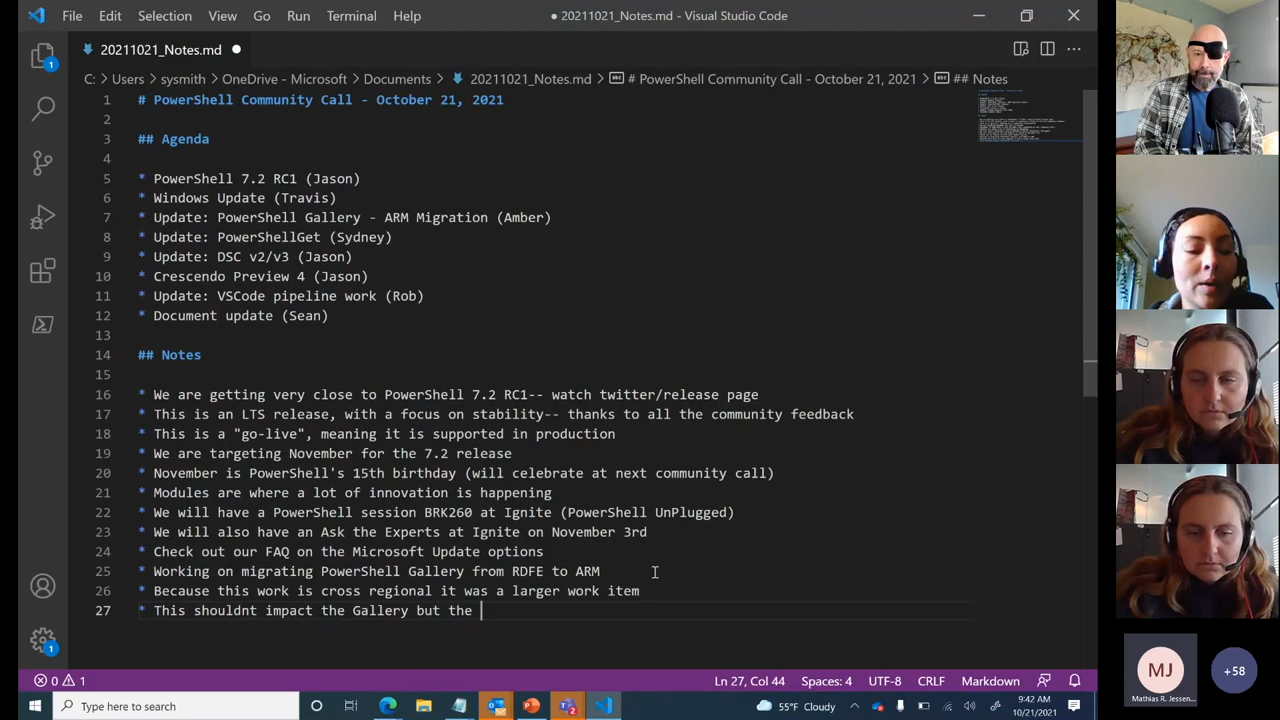 File Edit Selection View Go Run Terminal Help
● 20211021_Notes.md - Visual Studio Code
20211021_Notes.md ●
C: > Users > sysmith > OneDrive - Microsoft > Documents > 20211021_Notes.md > # PowerShell Community Call - October 21, 2021 > ## Notes
1 # PowerShell Community Call - October 21, 2021
2
3 ## Agenda
4
5 * PowerShell 7.2 RC1 (Jason)
6 * Windows Update (Travis)
7 * Update: PowerShell Gallery - ARM Migration (Amber)
8 * Update: PowerShellGet (Sydney)
9 * Update: DSC v2/v3 (Jason)
10 * Crescendo Preview 4 (Jason)
11 * Update: VSCode pipeline work (Rob)
12 * Document update (Sean)
13
14 ## Notes
15
16 * We are getting very close to PowerShell 7.2 RC1-- watch twitter/release page
17 * This is an LTS release, with a focus on stability-- thanks to all the community feedback
18 * This is a "go-live", meaning it is supported in production
19 * We are targeting November for the 7.2 release
20 * November is PowerShell's 15th birthday (will celebrate at next community call)
21 * Modules are where a lot of innovation is happening
22 * We will have a PowerShell session BRK260 at Ignite (PowerShell UnPlugged)
23 * We will also have an Ask the Experts at Ignite on November 3rd
24 * Check out our FAQ on the Microsoft Update options
25 * Working on migrating PowerShell Gallery from RDFE to ARM
26 * Because this work is cross regional it was a larger work item
27 * This shouldnt impact the Gallery but the
1
1
0 1
Ln 27, Col 44 Spaces: 4 UTF-8 CRLF Markdown
Type here to search
55°F Cloudy
9:42 AM
10/21/2021
MJ
Mathias R. Jessen...
+58